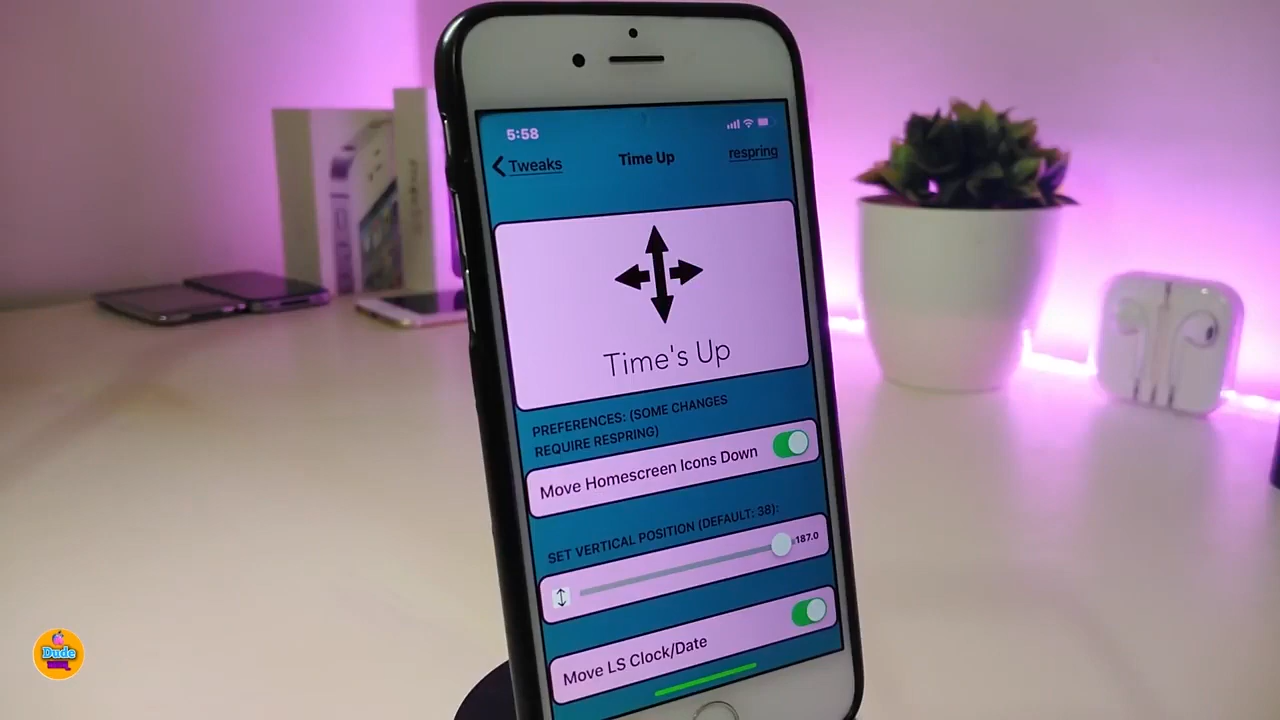 5:58
Tweaks
Time Up
respring
Time's Up
PREFERENCES: (SOME CHANGES
REQUIRE RESPRING)
Move Homescreen Icons Down
SET VERTICAL POSITION (DEFAULT: 38):
187.0
Move LS Clock/Date
Dude